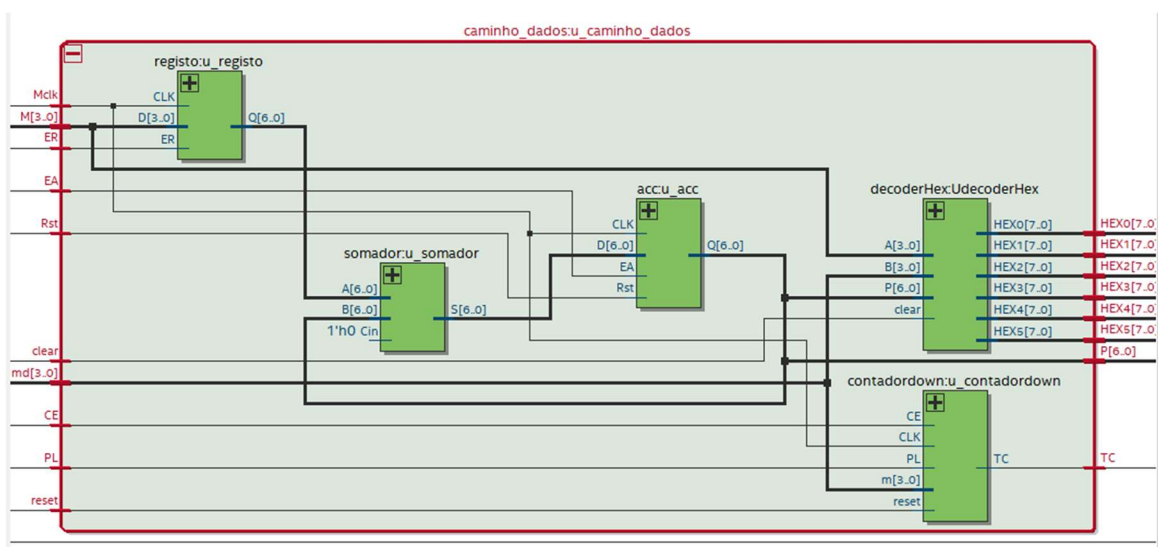 caminho_dados:u_caminho_dados
registo:u_registo
Mclk
CLK
M[3..0]
D[3..0]
Q[6..0]
ER
ER
EA
acc:u_acc
decoderHex:UdecoderHex
Rst
CLK
HEX0[7..0]
HEX0[7..0]
D[6..0]
Q[6..0]
A[3..0]
HEX1[7..0]
HEX1[7..0]
somador:u_somador
EA
B[3..0]
HEX2[7..0]
HEX2[7..0]
A[6..0]
Rst
P[6..0]
HEX3[7..0]
HEX3[7..0]
B[6..0]
S[6..0]
clear
HEX4[7..0]
HEX4[7..0]
1'h0 Cin
HEX5[7..0]
HEX5[7..0]
clear
P[6..0]
md[3..0]
contadordown:u_contadordown
CE
CE
CLK
PL
PL
TC
TC
m[3..0]
reset
reset